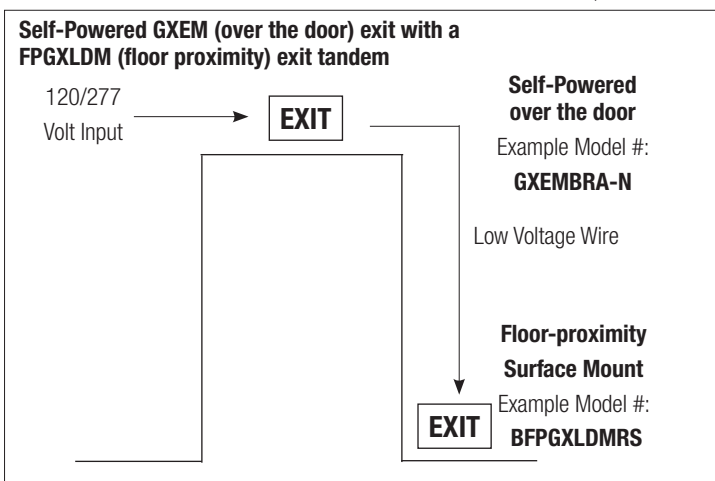 Self-Powered GXEM (over the door) exit with a
FPGXLDM (floor proximity) exit tandem
120/277
Volt Input
EXIT
Self-Powered
over the door
Example Model #:
GXEMBRA-N
Low Voltage Wire
Floor-proximity
Surface Mount
Example Model #:
BFPGXLDMRS
EXIT